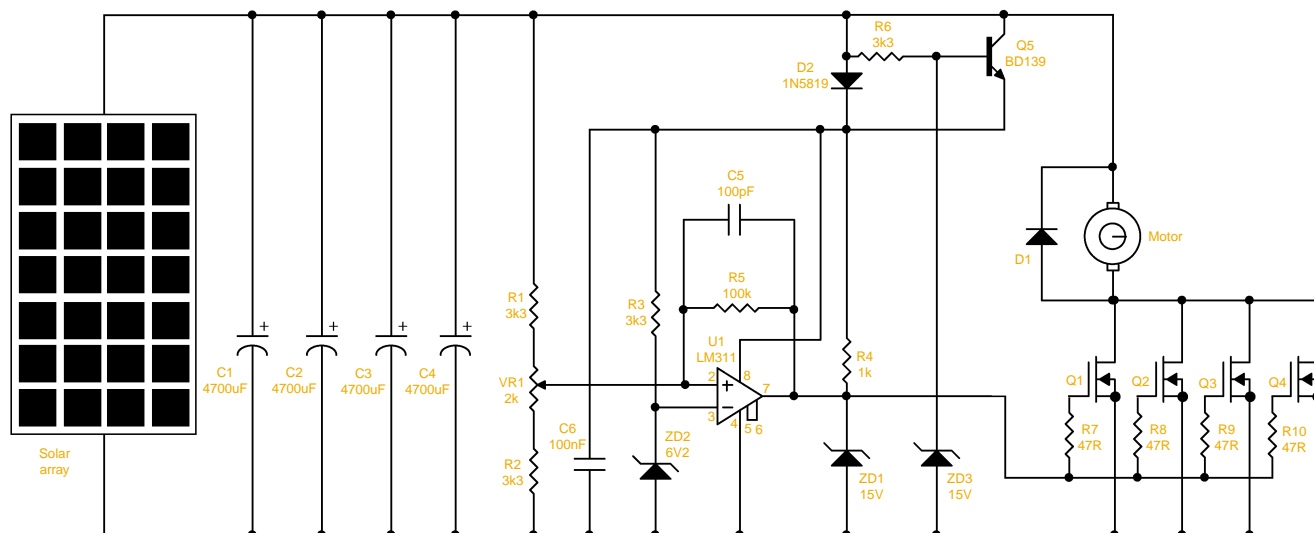 R6
3k3
Q5
BD139
D2
1N5819
C5
100pF
Motor
D1
R5
100k
R1
3k3
R3
3k3
U1
LM311
+
+
+
+
C1
4700uF
C2
4700uF
C3
4700uF
C4
4700uF
R4
1k
VR1
2k
2
8
+
7
3
−
4
5
6
Q1
Q2
Q3
Q4
C6
100nF
ZD2
6V2
R7
47R
R8
47R
R9
47R
R10
47R
Solar
array
R2
3k3
ZD1
15V
ZD3
15V